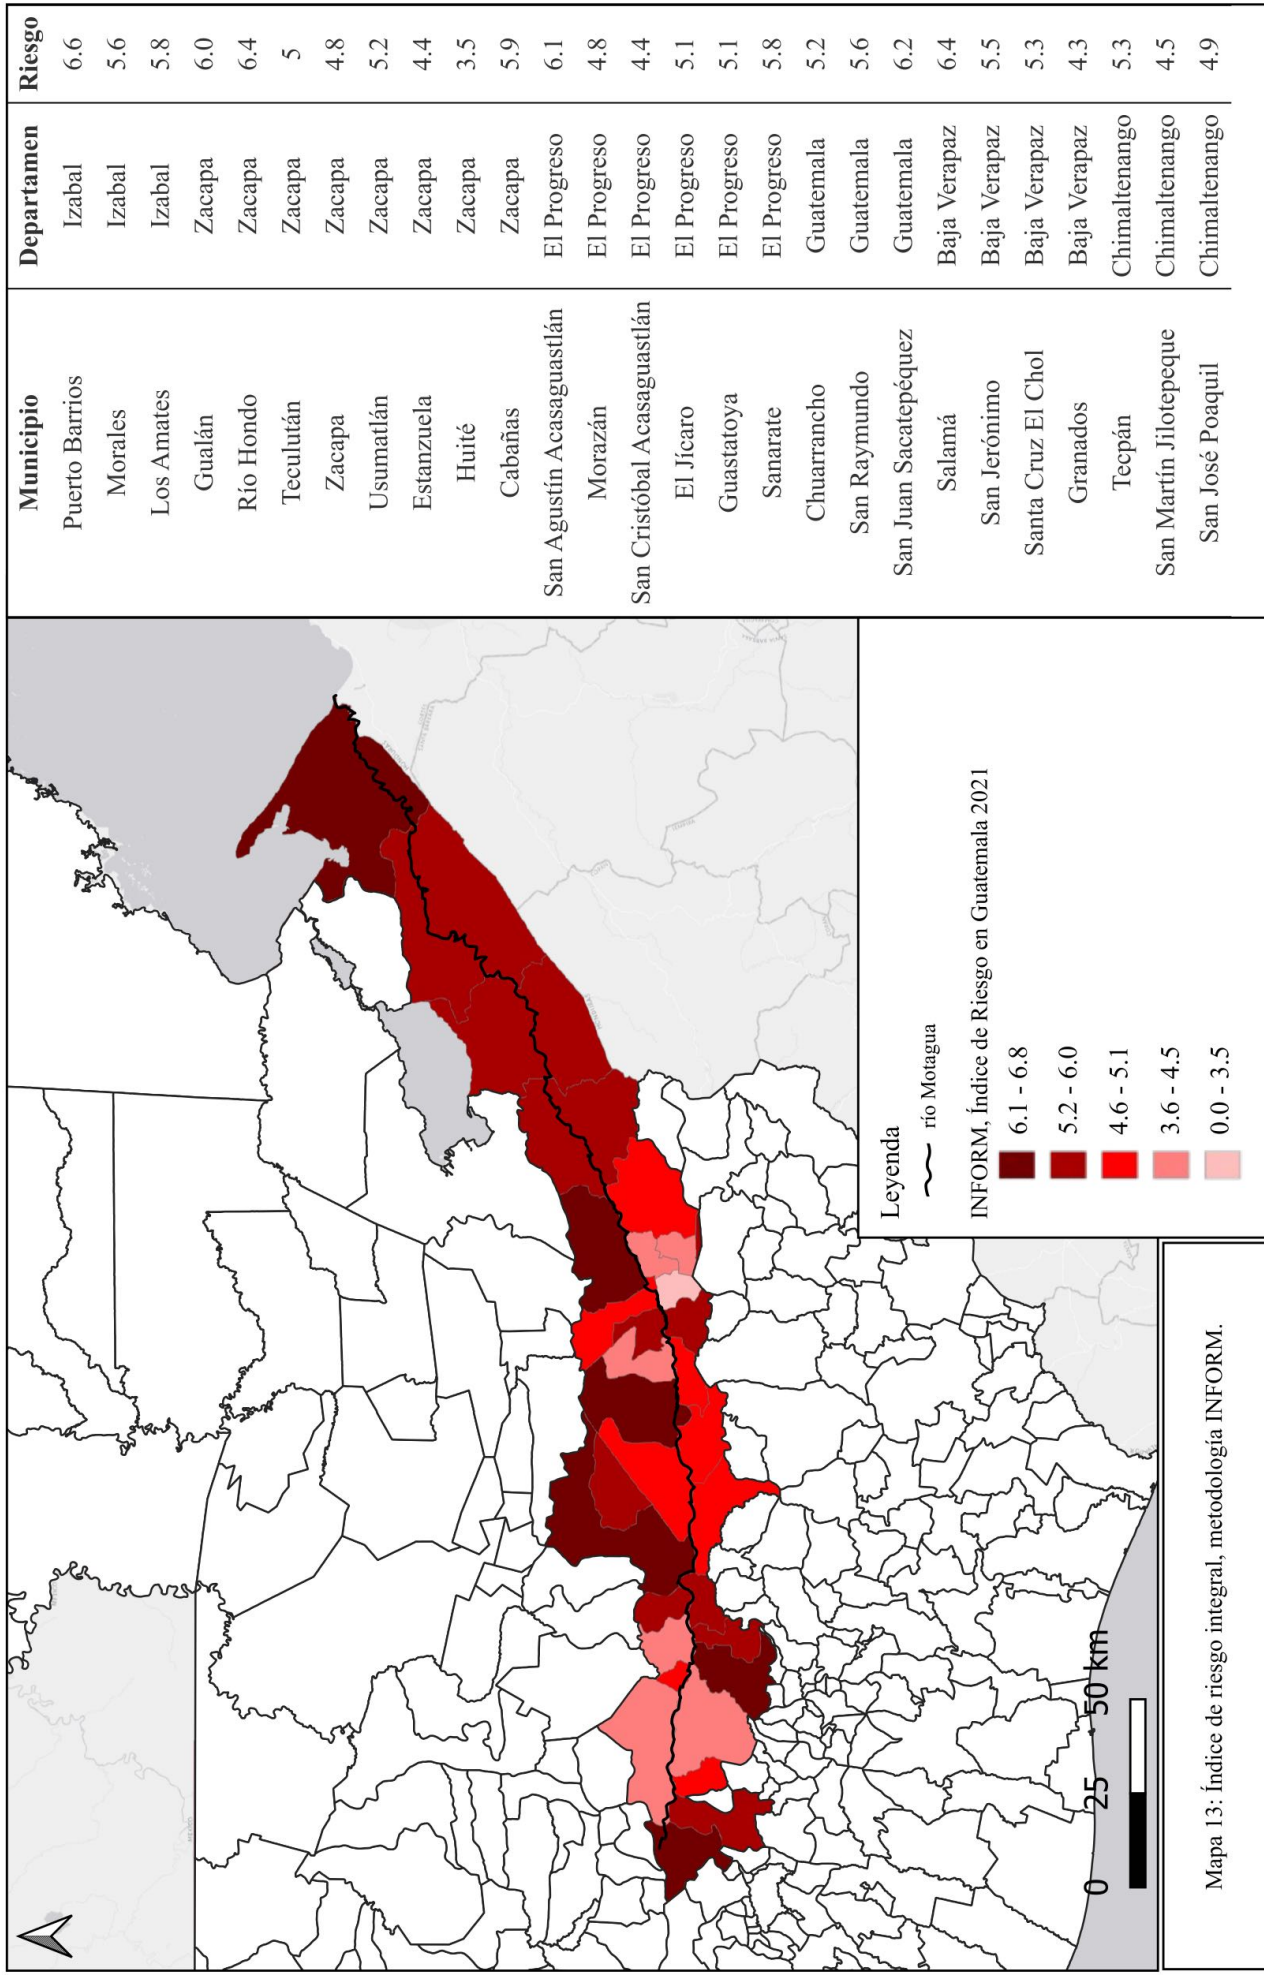 Municipio Departamen Riesgo
Puerto Barrios Izabal 6.6
Morales Izabal 5.6
Los Amates Izabal 5.8
Gualán Zacapa 6.0
Río Hondo Zacapa 6.4
Teculután Zacapa 5
Zacapa Zacapa 4.8
Usumatlán Zacapa 5.2
Estanzuela Zacapa 4.4
Huité Zacapa 3.5
Cabañas Zacapa 5.9
San Agustín Acasaguastlán El Progreso 6.1
Morazán El Progreso 4.8
San Cristóbal Acasaguastlán El Progreso 4.4
El Jícaro El Progreso 5.1
Guastatoya El Progreso 5.1
Sanarate El Progreso 5.8
Chuarrancho Guatemala 5.2
San Raymundo Guatemala 5.6
San Juan Sacatepéquez Guatemala 6.2
Salamá Baja Verapaz 6.4
San Jerónimo Baja Verapaz 5.5
Santa Cruz El Chol Baja Verapaz 5.3
Granados Baja Verapaz 4.3
Tecpán Chimaltenango 5.3
San Martín Jilotepeque Chimaltenango 4.5
San José Poaquil Chimaltenango 4.9
0 25 50 km
Leyenda
río Motagua
INFORM, Índice de Riesgo en Guatemala 2021
6.1 - 6.8
5.2 - 6.0
4.6 - 5.1
3.6 - 4.5
0.0 - 3.5
Mapa 13: Índice de riesgo integral, metodología INFORM.